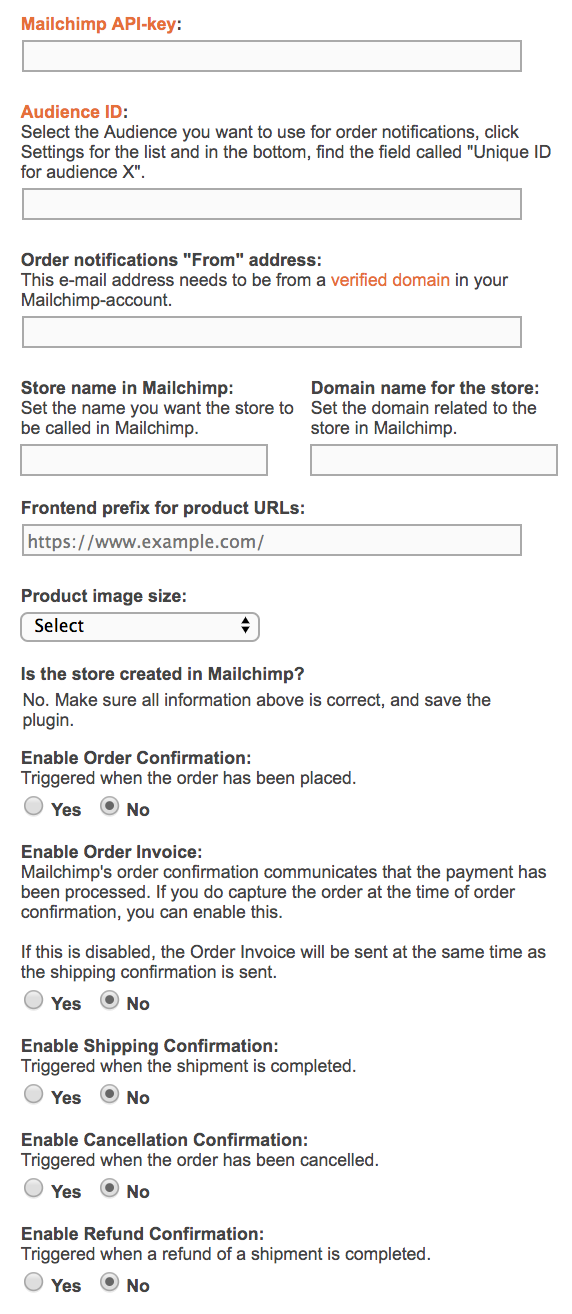 Mailchimp API-key:
Audience ID:
Select the Audience you want to use for order notifications, click
Settings for the list and in the bottom, find the field called "Unique ID
for audience X".
Order notifications "From" address:
This e-mail address needs to be from a verified domain in your
Mailchimp-account.
Store name in Mailchimp:
Set the name you want the store to
be called in Mailchimp.
Domain name for the store:
Set the domain related to the
store in Mailchimp.
Frontend prefix for product URLs:
https://www.example.com/
Product image size:
Select
Is the store created in Mailchimp?
No. Make sure all information above is correct, and save the
plugin.
Enable Order Confirmation:
Triggered when the order has been placed.
Yes No
Enable Order Invoice:
Mailchimp's order confirmation communicates that the payment has
been processed. If you do capture the order at the time of order
confirmation, you can enable this.
If this is disabled, the Order Invoice will be sent at the same time as
the shipping confirmation is sent.
Yes No
Enable Shipping Confirmation:
Triggered when the shipment is completed.
Yes No
Enable Cancellation Confirmation:
Triggered when the order has been cancelled.
Yes No
Enable Refund Confirmation:
Triggered when a refund of a shipment is completed.
Yes No